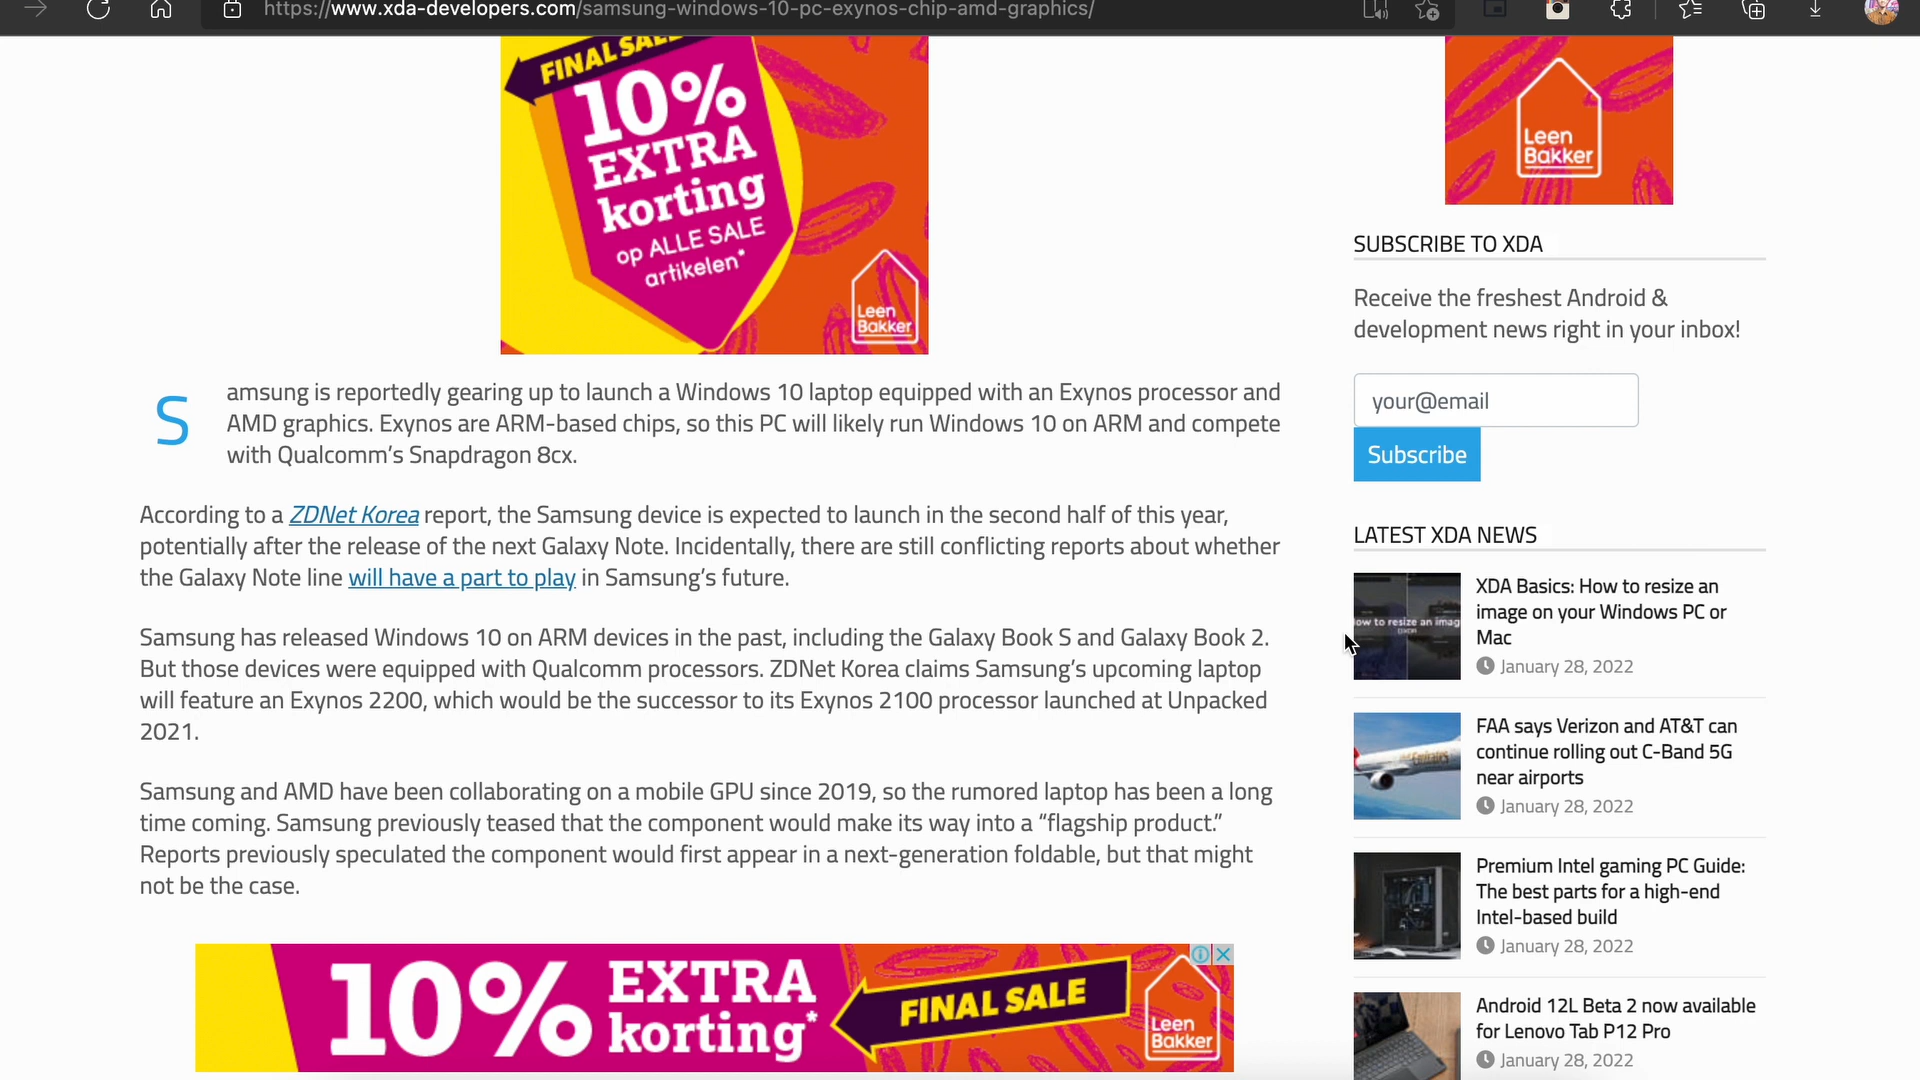 https://www.xda-developers.com/samsung-windows-10-pc-exynos-chip-amd-graphics/
FINAL SALE
10%
EXTRA
korting
op ALLE SALE
artikelen*
Leen
Bakker
Leen
Bakker
SUBSCRIBE TO XDA
Receive the freshest Android &
development news right in your inbox!
your@email
Subscribe
Samsung is reportedly gearing up to launch a Windows 10 laptop equipped with an Exynos processor and
AMD graphics. Exynos are ARM-based chips, so this PC will likely run Windows 10 on ARM and compete
with Qualcomm’s Snapdragon 8cx.
According to a ZDNet Korea report, the Samsung device is expected to launch in the second half of this year,
potentially after the release of the next Galaxy Note. Incidentally, there are still conflicting reports about whether
the Galaxy Note line will have a part to play in Samsung’s future.
Samsung has released Windows 10 on ARM devices in the past, including the Galaxy Book S and Galaxy Book 2.
But those devices were equipped with Qualcomm processors. ZDNet Korea claims Samsung’s upcoming laptop
will feature an Exynos 2200, which would be the successor to its Exynos 2100 processor launched at Unpacked
2021.
Samsung and AMD have been collaborating on a mobile GPU since 2019, so the rumored laptop has been a long
time coming. Samsung previously teased that the component would make its way into a “flagship product.”
Reports previously speculated the component would first appear in a next-generation foldable, but that might
not be the case.
10% EXTRA
korting*
FINAL SALE
Leen
Bakker
LATEST XDA NEWS
how to resize an imag
XDA Basics: How to resize an
image on your Windows PC or
Mac
January 28, 2022
Emirates
FAA says Verizon and AT&T can
continue rolling out C-Band 5G
near airports
January 28, 2022
Premium Intel gaming PC Guide:
The best parts for a high-end
Intel-based build
January 28, 2022
Android 12L Beta 2 now available
for Lenovo Tab P12 Pro
January 28, 2022